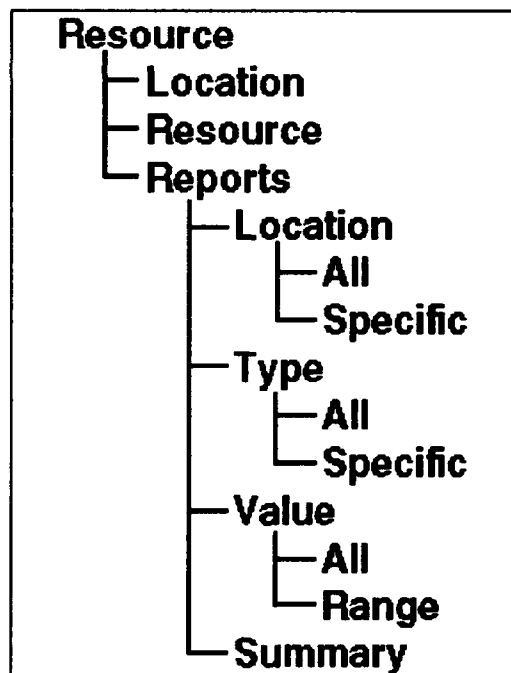 Resource
Location
Resource
Reports
Location
All
Specific
Type
All
Specific
Value
All
Range
Summary